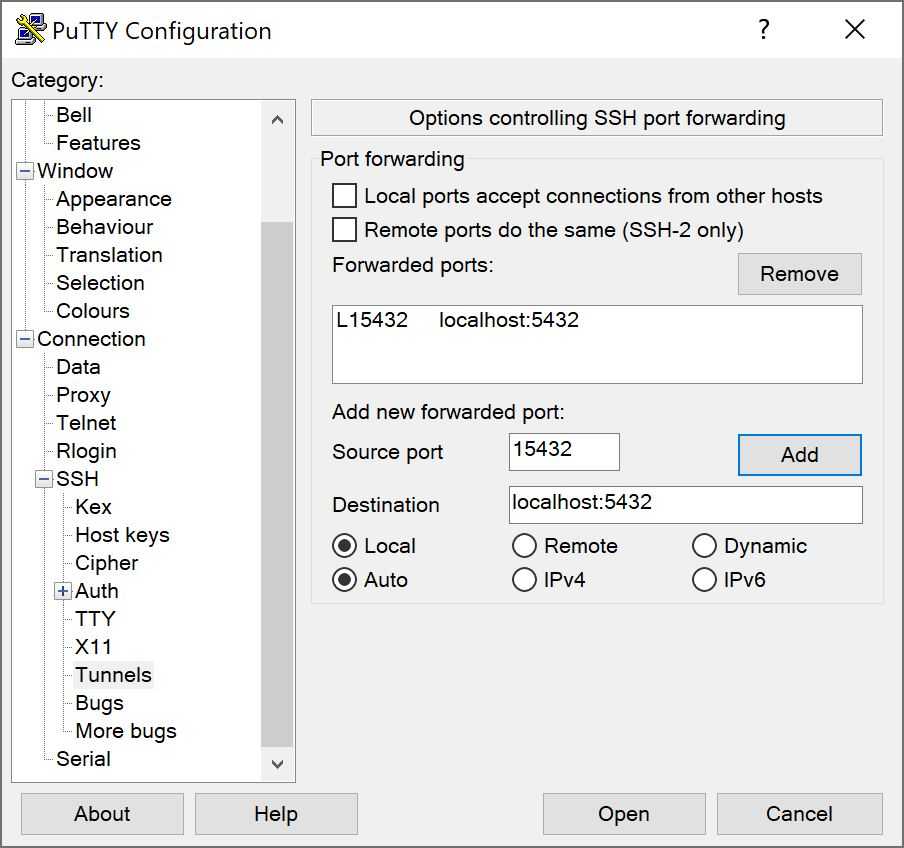 PuTTY Configuration
?
Category:
Bell
Features
Window
Appearance
Behaviour
Translation
Selection
Colours
Connection
Data
Proxy
Telnet
Rlogin
SSH
Kex
Host keys
Cipher
Auth
TTY
X11
Tunnels
Bugs
More bugs
Serial
Options controlling SSH port forwarding
Port forwarding
Local ports accept connections from other hosts
Remote ports do the same (SSH-2 only)
Forwarded ports:
Remove
L15432 localhost:5432
Add new forwarded port:
Source port 15432 Add
Destination localhost:5432
Local Remote Dynamic
Auto IPv4 IPv6
About Help Open Cancel